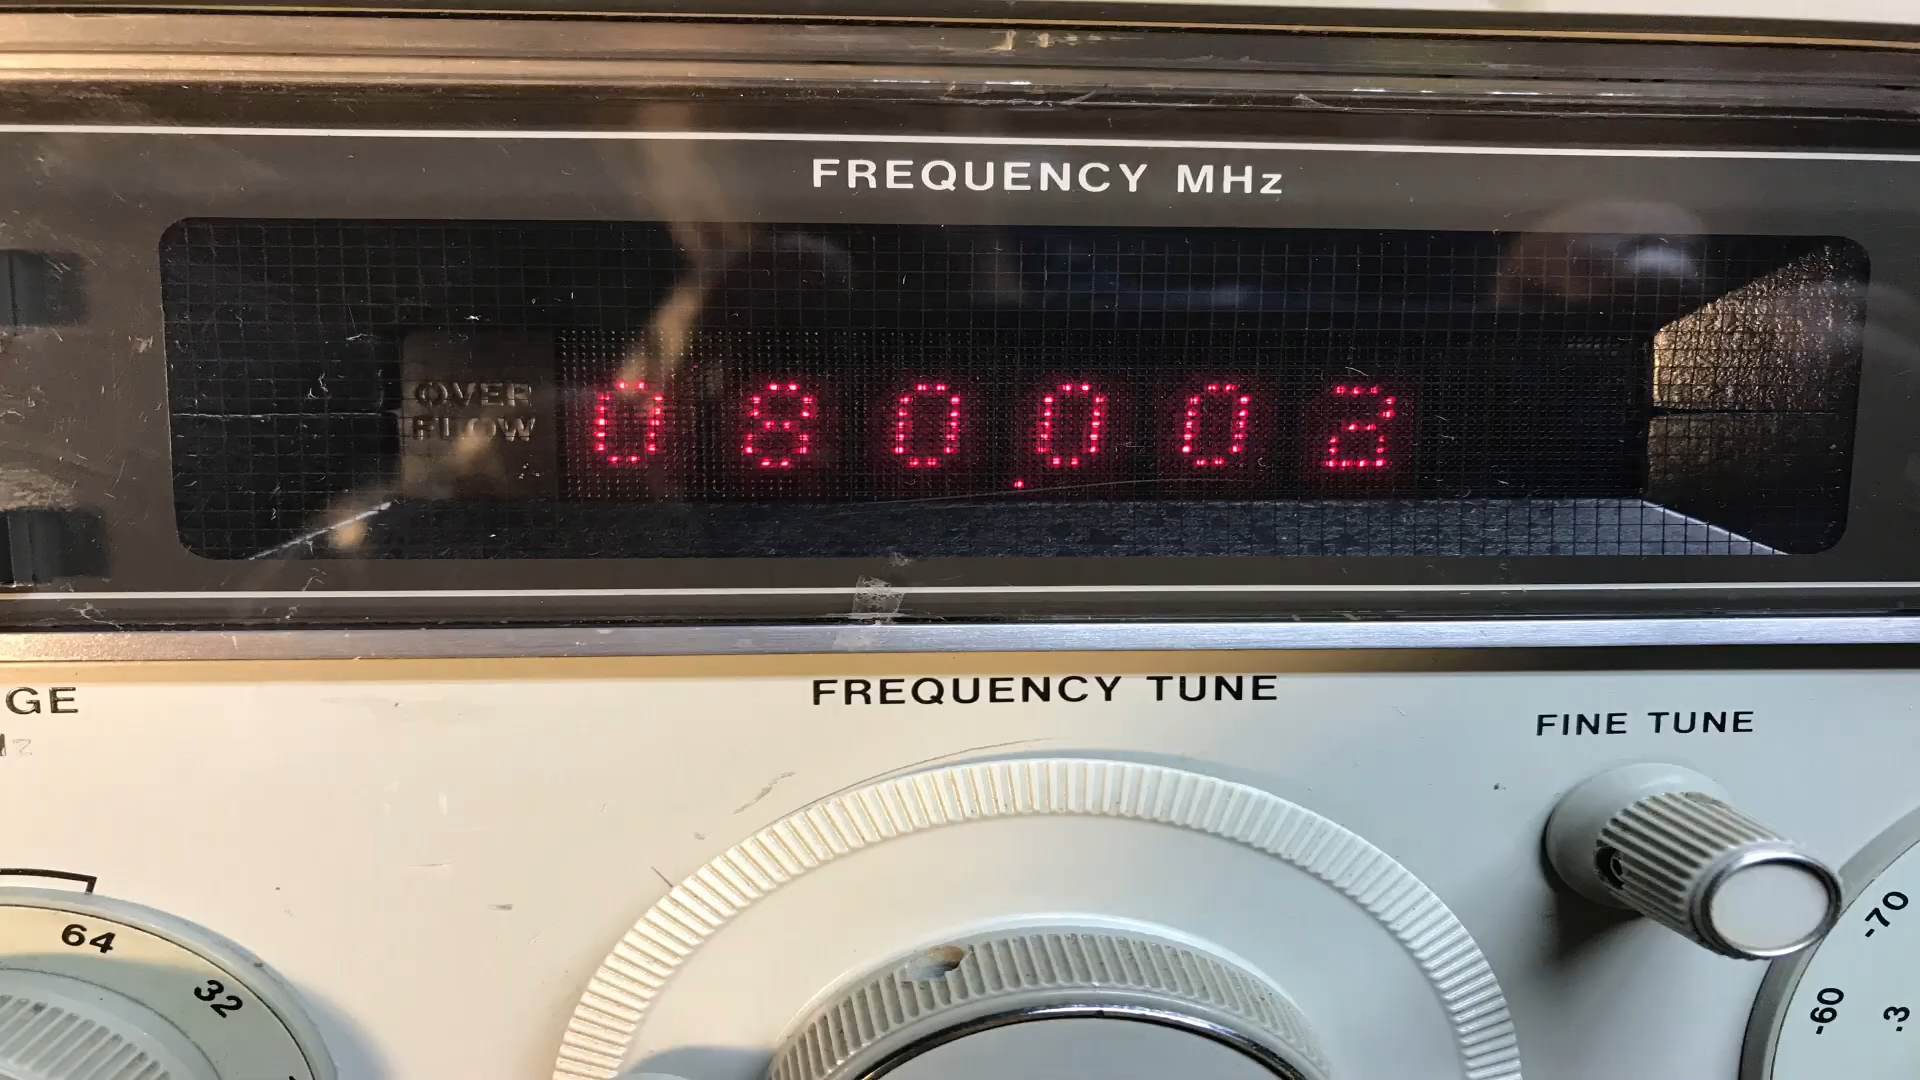 FREQUENCY MHz
OVER
FLOW
080.002
GE
FREQUENCY TUNE
FINE TUNE
64
32
-70
-60
.3